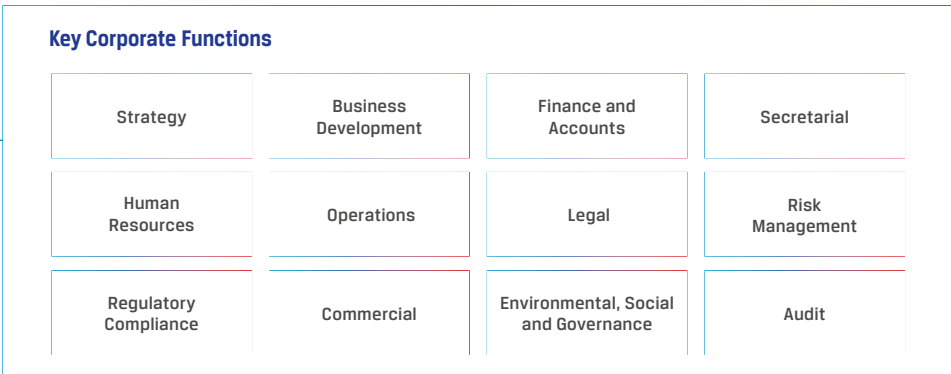 Key Corporate Functions
Strategy
Business
Development
Finance and
Accounts
Secretarial
Human
Resources
Operations
Legal
Risk
Management
Regulatory
Compliance
Commercial
Environmental, Social
and Governance
Audit